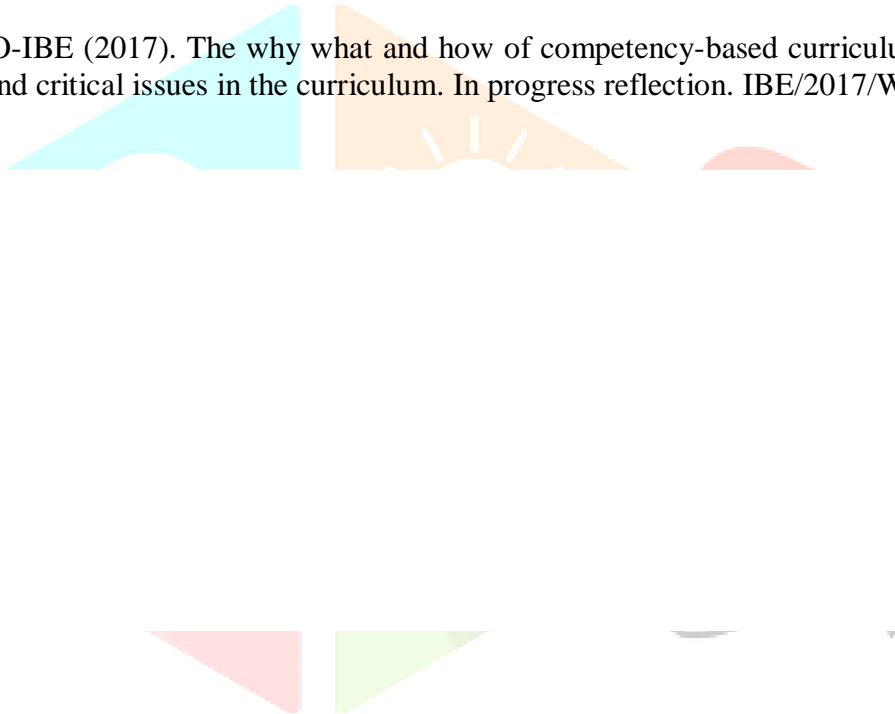 O-IBE (2017). The why what and how of competency-based curriculu
nd critical issues in the curriculum. In progress reflection. IBE/2017/W